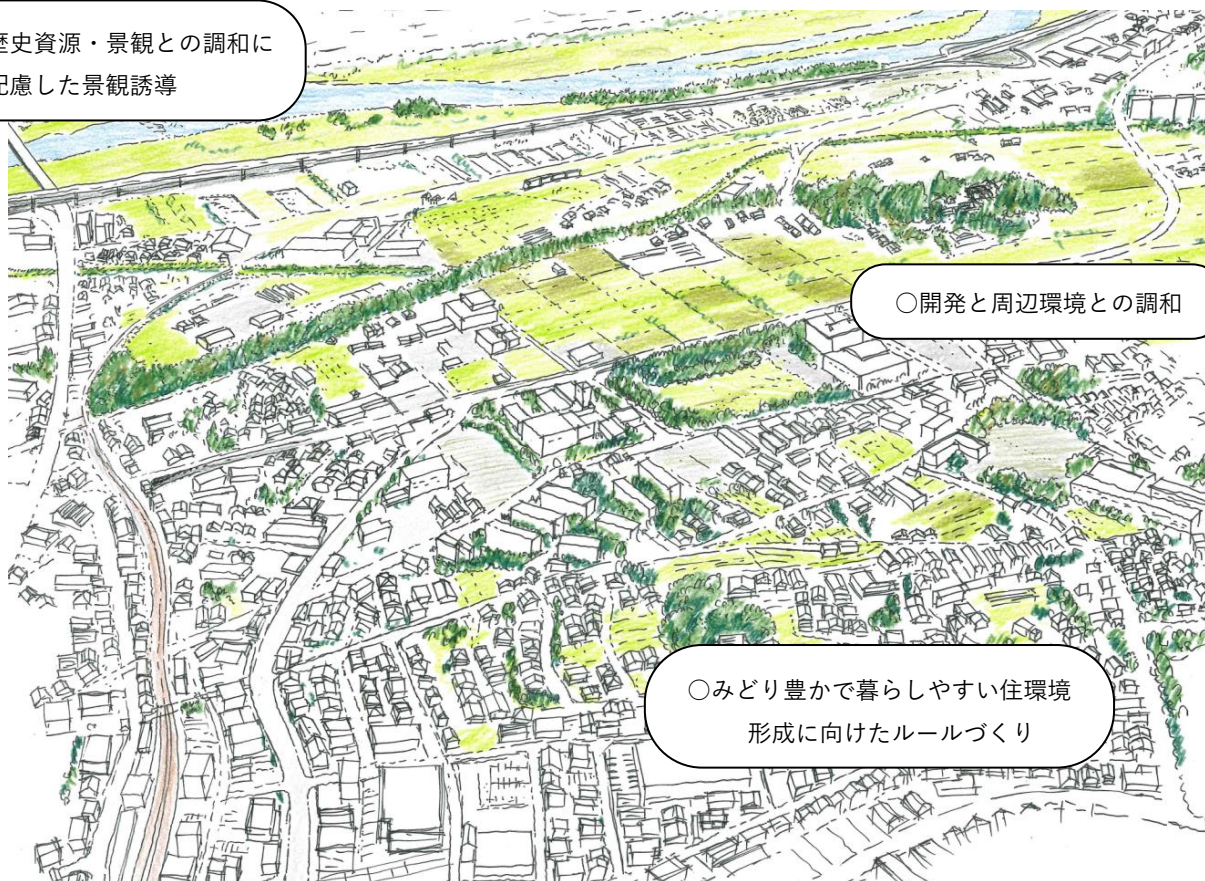 歴史資源・景観との調和に
配慮した景観誘導
○開発と周辺環境との調和
○みどり豊かで暮らしやすい住環境
形成に向けたルールづくり